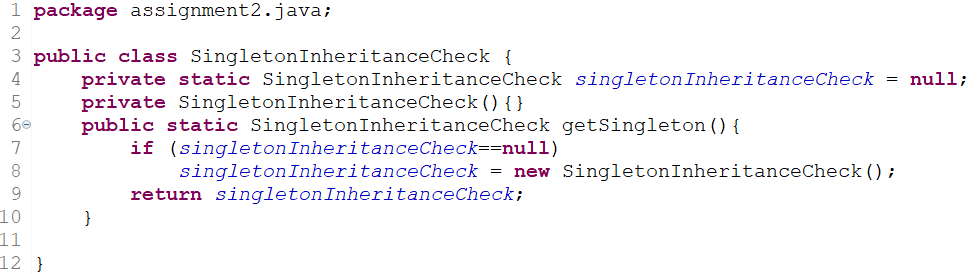 1 package assignment2.java;
2
3 public class SingletonInheritanceCheck {
4     private static SingletonInheritanceCheck singletonInheritanceCheck = null;
5     private SingletonInheritanceCheck(){}
6     public static SingletonInheritanceCheck getSingleton(){
7         if (singletonInheritanceCheck==null)
8             singletonInheritanceCheck = new SingletonInheritanceCheck();
9         return singletonInheritanceCheck;
10     }
11
12 }